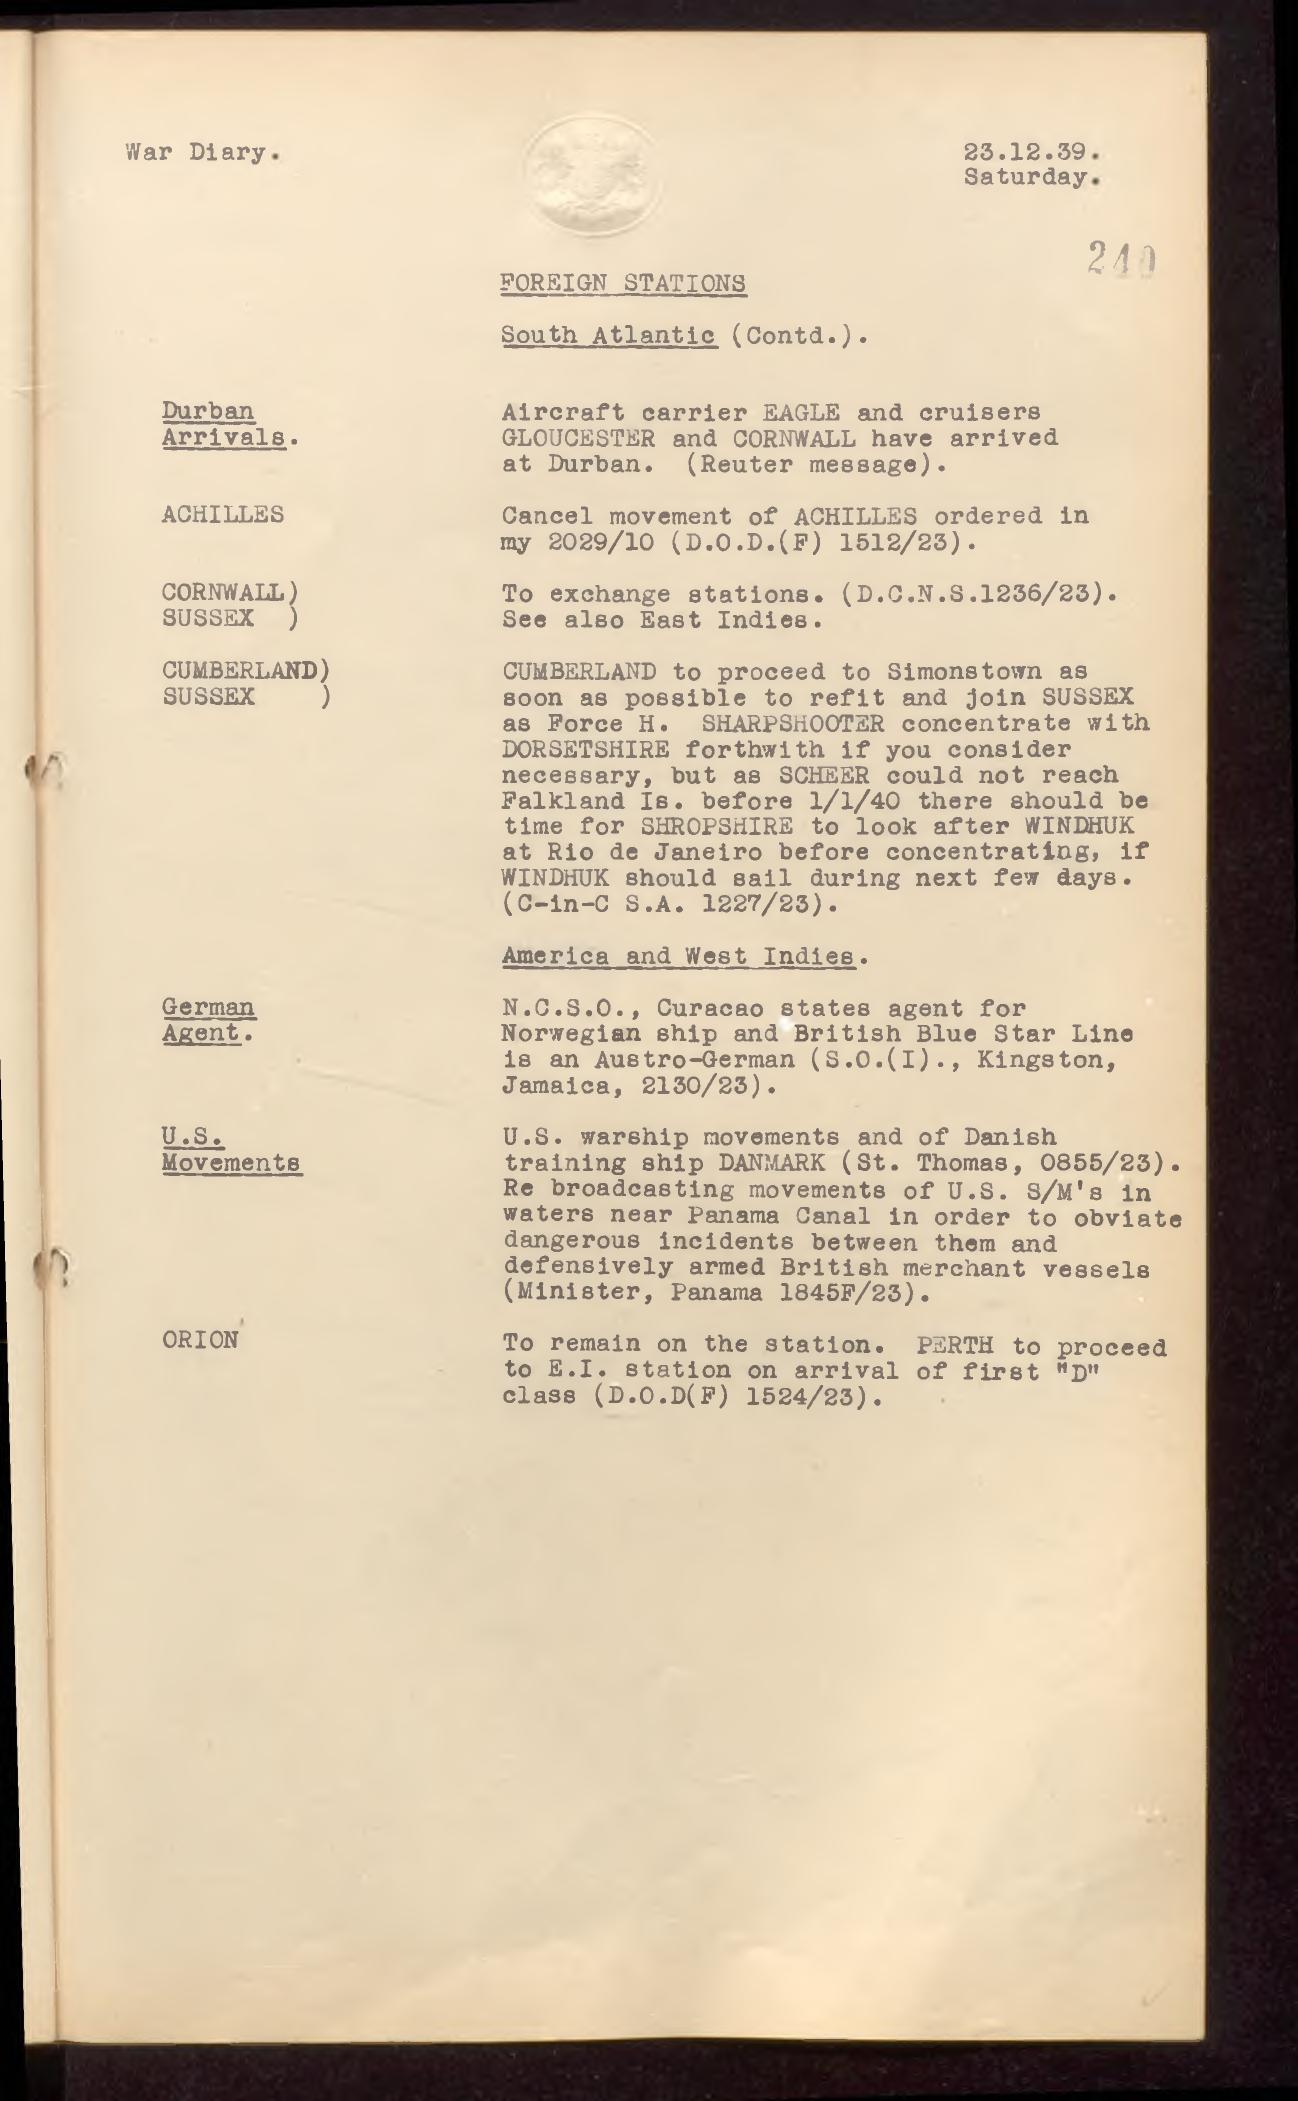 War Diary.
23.12.39.
Saturday.
240
FOREIGN STATIONS
South Atlantic (Contd.).
Durban
Arrivals.
Aircraft carrier EAGLE and cruisers
GLOUCESTER and CORNWALL have arrived
at Durban. (Reuter message).
ACHILLES
Cancel movement of ACHILLES ordered in
my 2029/10 (D.O.D.(F) 1512/23).
CORNWALL)
SUSSEX )
To exchange stations. (D.C.N.S.1236/23).
See also East Indies.
CUMBERLAND)
SUSSEX )
CUMBERLAND to proceed to Simonstown as
soon as possible to refit and join SUSSEX
as Force H. SHARPSHOOTER concentrate with
DORSETSHIRE forthwith if you consider
necessary, but as SCHEER could not reach
Falkland Is. before 1/1/40 there should be
time for SHROPSHIRE to look after WINDHUK
at Rio de Janeiro before concentrating, if
WINDHUK should sail during next few days.
(C-in-C S.A. 1227/23).
America and West Indies.
German
Agent.
N.C.S.O., Curacao states agent for
Norwegian ship and British Blue Star Line
is an Austro-German (S.O.(I)., Kingston,
Jamaica, 2130/23).
U.S.
Movements
U.S. warship movements and of Danish
training ship DANMARK (St. Thomas, 0855/23).
Re broadcasting movements of U.S. S/M's in
waters near Panama Canal in order to obviate
dangerous incidents between them and
defensively armed British merchant vessels
(Minister, Panama 1845F/23).
ORION
To remain on the station. PERTH to proceed
to E.I. station on arrival of first "D"
class (D.O.D(F) 1524/23).